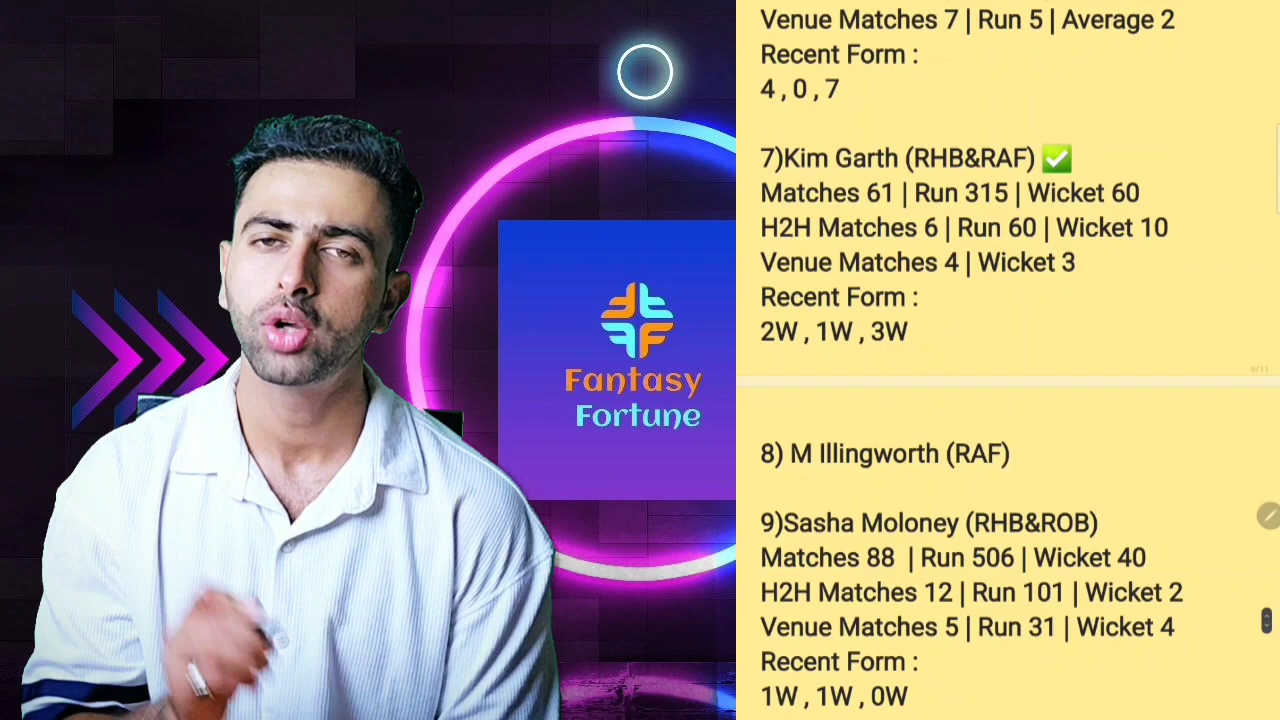 Fantasy
Fortune
Venue Matches 7 | Run 5 | Average 2
Recent Form :
4 , 0 , 7
7)Kim Garth (RHB&RAF) ✅
Matches 61 | Run 315 | Wicket 60
H2H Matches 6 | Run 60 | Wicket 10
Venue Matches 4 | Wicket 3
Recent Form :
2W , 1W , 3W
9/11
8) M Illingworth (RAF)
9)Sasha Moloney (RHB&ROB)
Matches 88 | Run 506 | Wicket 40
H2H Matches 12 | Run 101 | Wicket 2
Venue Matches 5 | Run 31 | Wicket 4
Recent Form :
1W , 1W , 0W